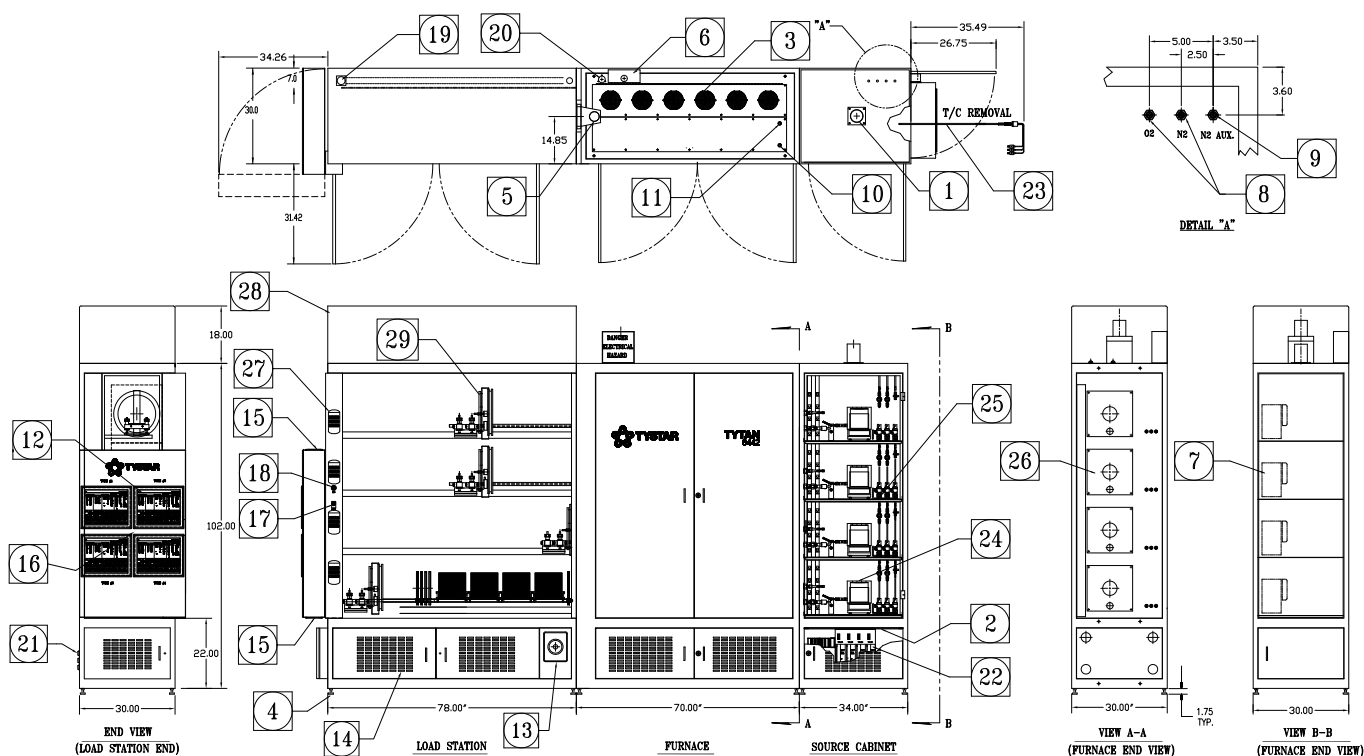 34.26
19
20
6
3
"A"
35.49
26.75
7.0
30.0
14.85
T/C REMOVAL
31.42
5
11
10
1
23
5.00
3.50
2.50
3.60
O2
N2
N2 AUX.
9
8
DETAIL "A"
28
18.00
DANGER
ELECTRICAL
HAZARD
A
B
27
29
15
25
12
TYSTAR
TYSTAR
TYTAN
18
26
7
17
102.00
16
24
21
22.00
15
2
22
4
14
13
30.00
78.00"
70.00"
34.00"
A
B
30.00"
1.75
TYP.
30.00
END VIEW
(LOAD STATION END)
LOAD STATION
FURNACE
SOURCE CABINET
VIEW A-A
(FURNACE END VIEW)
VIEW B-B
(FURNACE END VIEW)